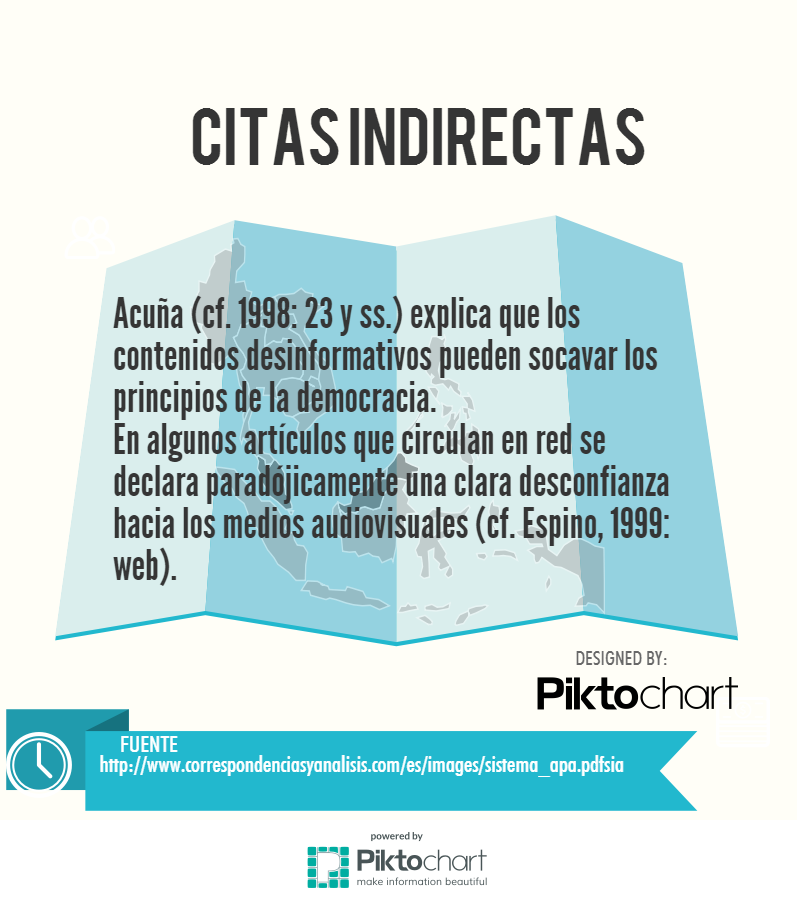 CITAS INDIRECTAS
Acuña (cf. 1998: 23 y ss.) explica que los
contenidos desinformativos pueden socavar los
principios de la democracia.
En algunos artículos que circulan en red se
declara paradójicamente una clara desconfianza
hacia los medios audiovisuales (cf. Espino, 1999:
web).
DESIGNED BY:
Piktochart
FUENTE
http://www.correspondenciasyanalisis.com/es/images/sistema_apa.pdfsia
powered by
Piktochart
make information beautiful